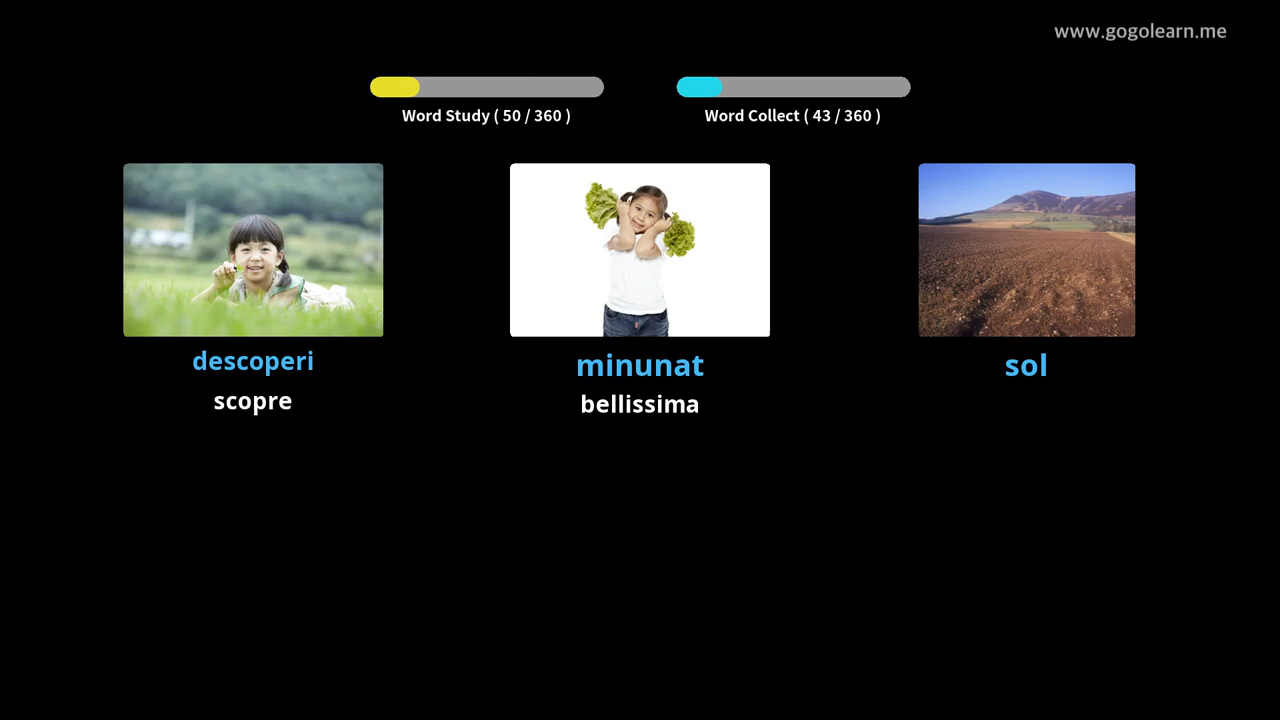 www.gogolearn.me
Word Study ( 50 / 360 )
Word Collect ( 43 / 360 )
descoperi
scopre
minunat
bellissima
sol